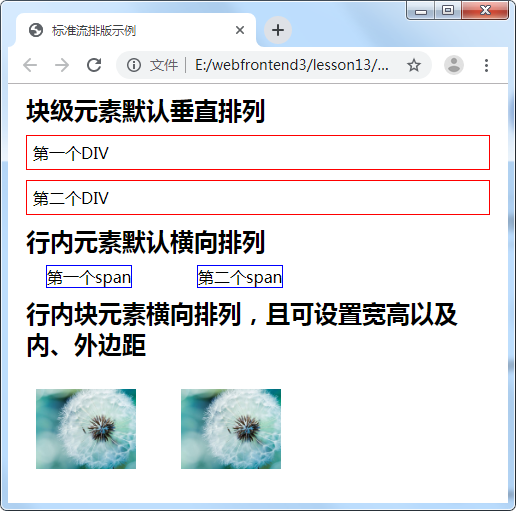 标准流排版示例
文件 E:/webfrontend3/lesson13/...
块级元素默认垂直排列
第一个DIV
第二个DIV
行内元素默认横向排列
第一个span 第二个span
行内块元素横向排列，且可设置宽高以及
内、外边距